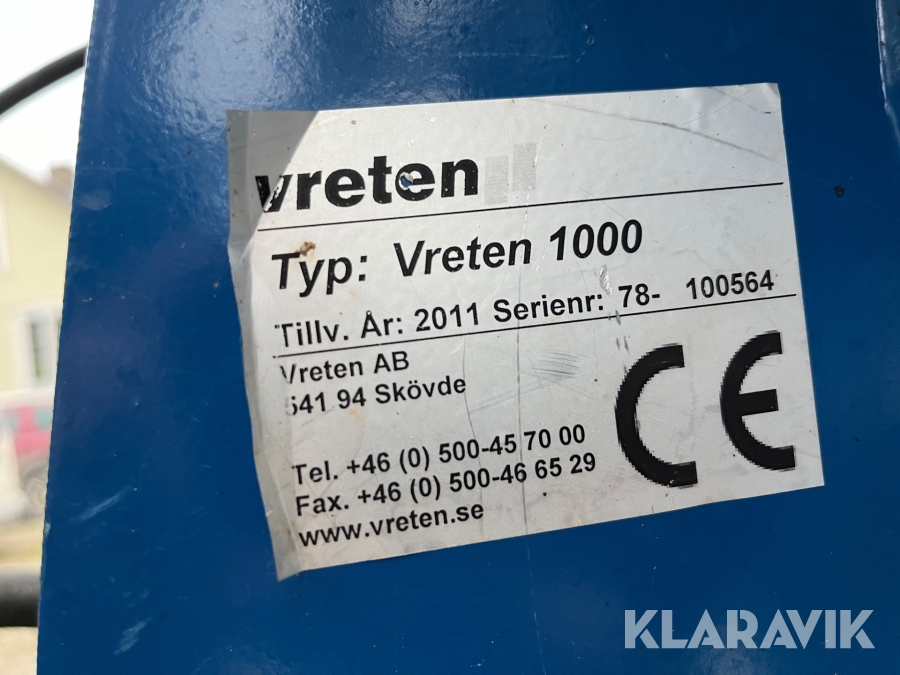 vreten
Typ: Vreten 1000
Tillv. År: 2011 Serienr: 78- 100564
Vreten AB
541 94 Skövde
Tel. +46 (0) 500-45 70 00
Fax. +46 (0) 500-46 65 29
www.vreten.se
CE
KLARAVIK